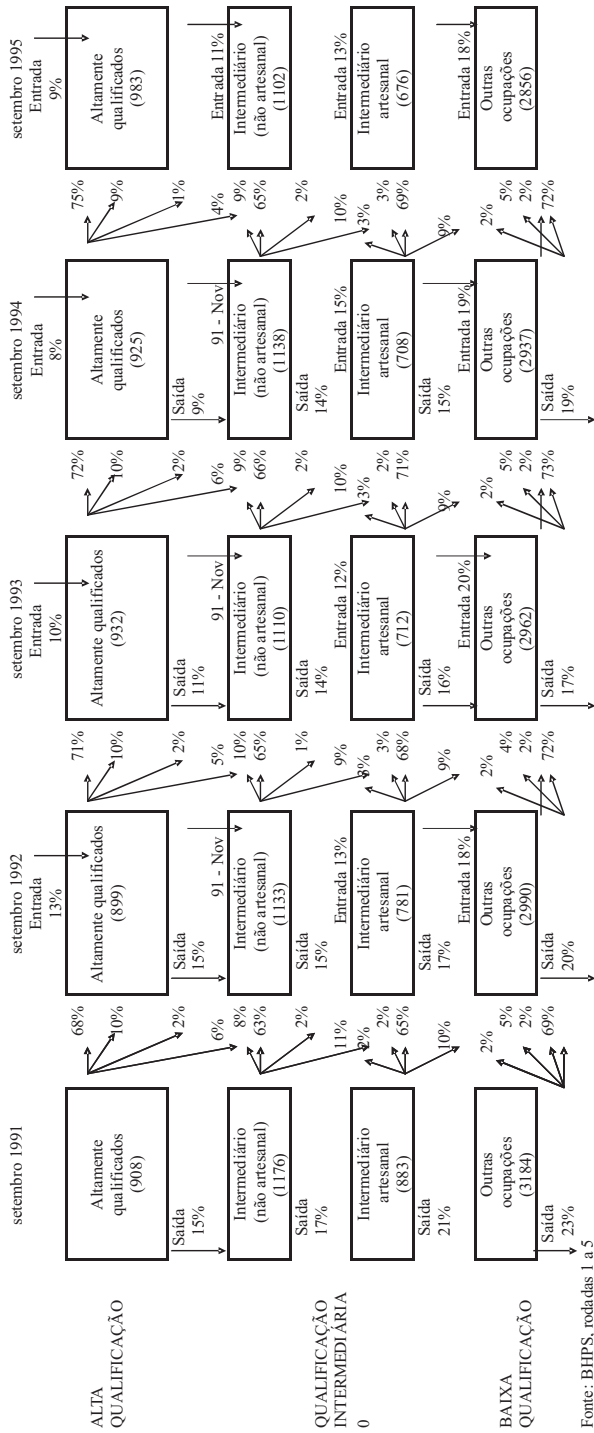 setembro 1991
setembro 1992
setembro 1993
setembro 1994
setembro 1995
Entrada
13%
Entrada
10%
Entrada
8%
Entrada
9%
ALTA
QUALIFICAÇÃO
Altamente
qualificados
(908)
68%
10%
2%
6%
Altamente qualificados
(899)
71%
10%
2%
5%
Altamente qualificados
(932)
72%
10%
2%
6%
Altamente
qualificados
(925)
75%
9%
1%
4%
Altamente
qualificados
(983)
Saída
15%
Saída
15%
Saída
11%
Saída
9%
91 - Nov
91 - Nov
91 - Nov
Entrada 11%
QUALIFICAÇÃO
INTERMEDIÁRIA
0
Intermediário
(não artesanal)
(1176)
8%
63%
2%
11%
Intermediário
(não artesanal)
(1133)
10%
65%
1%
9%
Intermediário
(não artesanal)
(1110)
9%
66%
2%
10%
Intermediário
(não artesanal)
(1138)
9%
65%
2%
10%
Intermediário
(não artesanal)
(1102)
Saída
17%
Saída
15%
Saída
14%
Saída
14%
Entrada 13%
Entrada 12%
Entrada 15%
Entrada 13%
Intermediário
artesanal
(883)
2%
2%
65%
10%
Intermediário
artesanal
(781)
3%
3%
68%
9%
Intermediário
artesanal
(712)
3%
2%
71%
9%
Intermediário
artesanal
(708)
3%
3%
69%
9%
Intermediário
artesanal
(676)
Saída
21%
Saída
17%
Saída
16%
Saída
15%
Entrada 18%
Entrada 20%
Entrada 19%
Entrada 18%
BAIXA
QUALIFICAÇÃO
Outras
ocupações
(3184)
2%
5%
2%
69%
Outras
ocupações
(2990)
2%
4%
2%
72%
Outras
ocupações
(2962)
2%
5%
2%
73%
Outras
ocupações
(2937)
2%
5%
2%
72%
Outras
ocupações
(2856)
Saída
23%
Saída
20%
Saída
17%
Saída
19%
Fonte: BHPS, rodadas 1 a 5